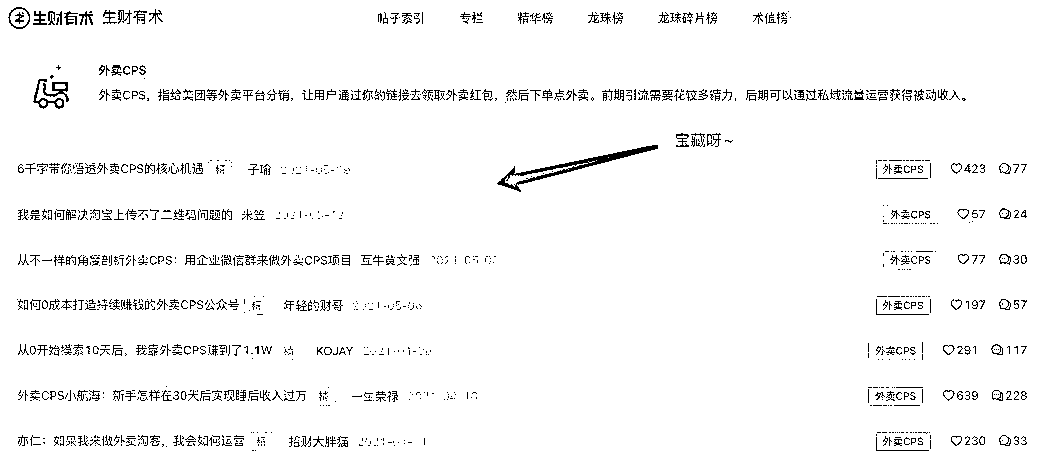 生财有术 生财有术 帖子索引 专栏 精华榜 龙珠榜 龙珠碎片榜 术值榜
外卖CPS
外卖CPS，指给美团等外卖平台分销，让用户通过你的链接去领取外卖红包，然后下单点外卖。前期引流需要花较多精力，后期可以通过私域流量运营获得被动收入。
宝藏呀~
6千字带你悟透外卖CPS的核心机遇 精 子瑜 外卖CPS 423 77
我是如何解决淘宝上传不了二维码问题的 米笠 外卖CPS 57 24
从不一样的角度剖析外卖CPS：用企业微信群来做外卖CPS项目 互牛黄文强 外卖CPS 77 30
如何0成本打造持续赚钱的外卖CPS公众号 精 年轻的财哥 外卖CPS 197 57
从0开始摸索10天后，我靠外卖CPS赚到了1.1W 精 KOJAY 外卖CPS 291 117
外卖CPS小航海：新手怎样在30天后实现睡后收入过万 精 一生荣禄 外卖CPS 639 228
亦仁：如果我来做外卖淘客，我会如何运营 精 招财大胖猫 外卖CPS 230 33